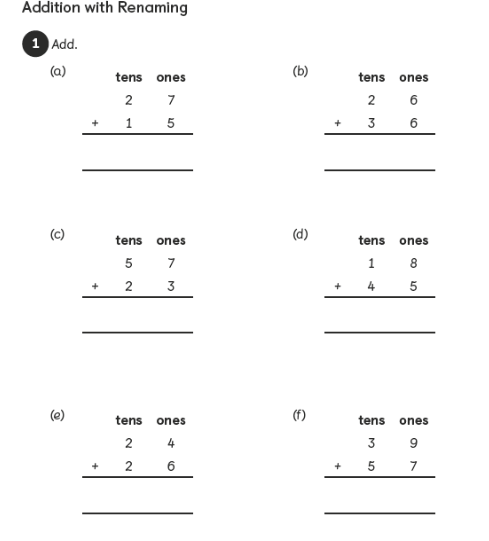 Addition with Renaming
1 Add.
(a) (b)
tens ones tens ones
2 7 2 6
+ 1 5 + 3 6
(c) (d)
tens ones tens ones
5 7 1 8
+ 2 3 + 4 5
(e) (f)
tens ones tens ones
2 4 3 9
+ 2 6 + 5 7